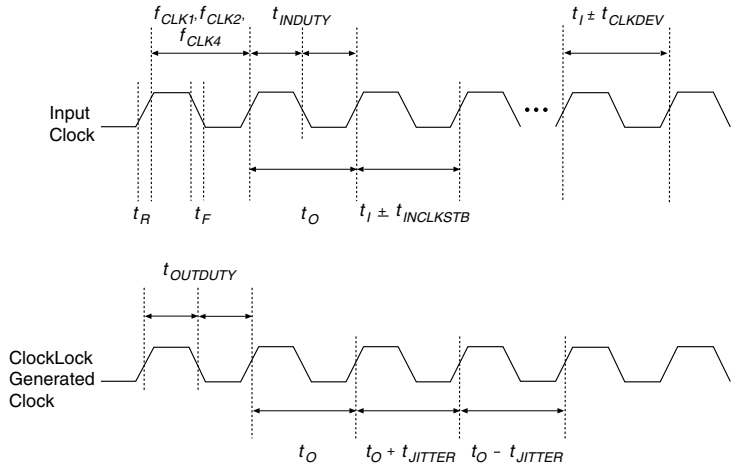 f_CLK1, f_CLK2,
f_CLK4
t_INDUTY
t_I ± t_CLKDEV
Input
Clock
t_R
t_F
t_O
t_I ± t_INCLKSTB
t_OUTDUTY
ClockLock
Generated
Clock
t_O
t_O + t_JITTER
t_O − t_JITTER